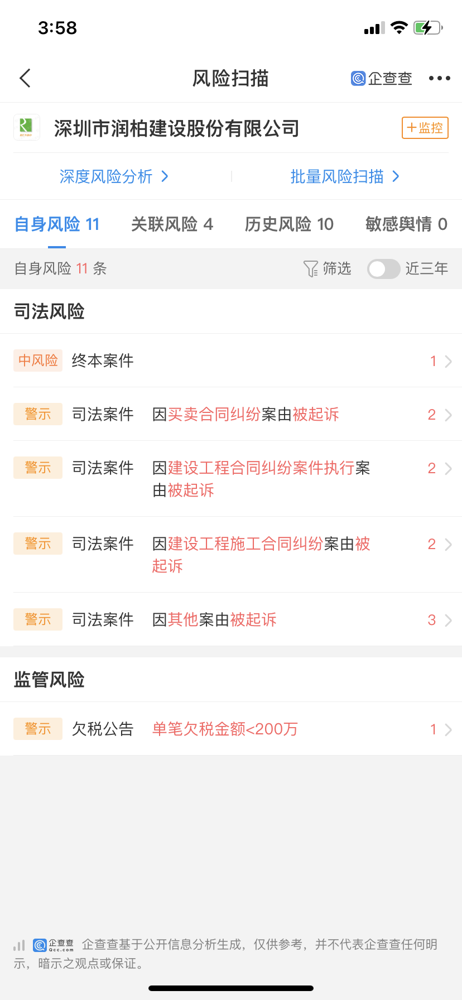 3:58
风险扫描
企查查
深圳市润柏建设股份有限公司
+监控
深度风险分析
批量风险扫描
自身风险 11
关联风险 4
历史风险 10
敏感舆情 0
自身风险 11 条
筛选
近三年
司法风险
中风险 终本案件 1
警示 司法案件 因买卖合同纠纷案由被起诉 2
警示 司法案件 因建设工程合同纠纷案件执行案 2
由被起诉
警示 司法案件 因建设工程施工合同纠纷案由被 2
起诉
警示 司法案件 因其他案由被起诉 3
监管风险
警示 欠税公告 单笔欠税金额<200万 1
企查查
Qcc.com
企查查基于公开信息分析生成，仅供参考，并不代表企查查任何明
示，暗示之观点或保证。